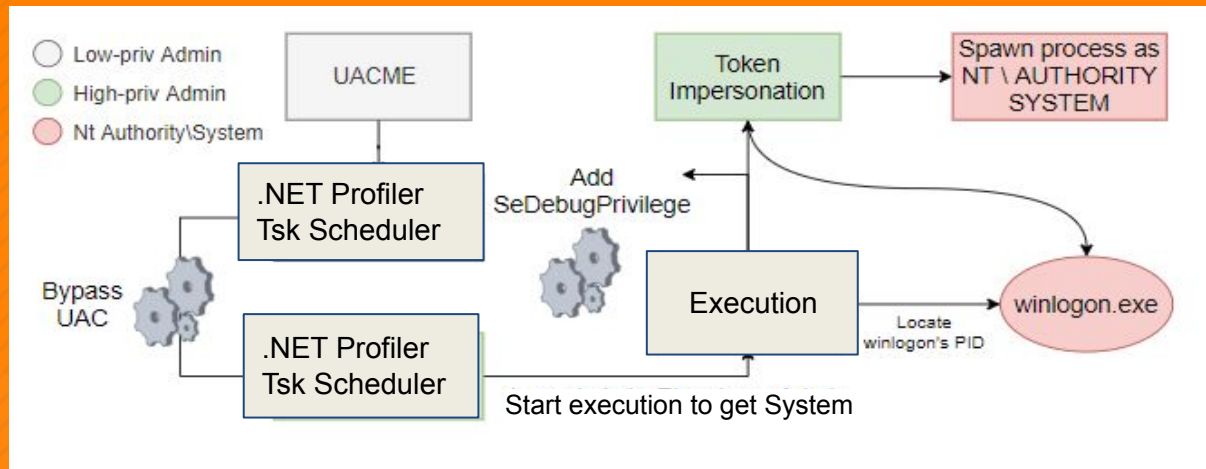 Low-priv Admin
High-priv Admin
Nt Authority\System
UACME
Token
Impersonation
Spawn process as
NT \ AUTHORITY
SYSTEM
.NET Profiler
Tsk Scheduler
Add
SeDebugPrivilege
Bypass
UAC
Execution
winlogon.exe
Locate
winlogon's PID
.NET Profiler
Tsk Scheduler
Start execution to get System